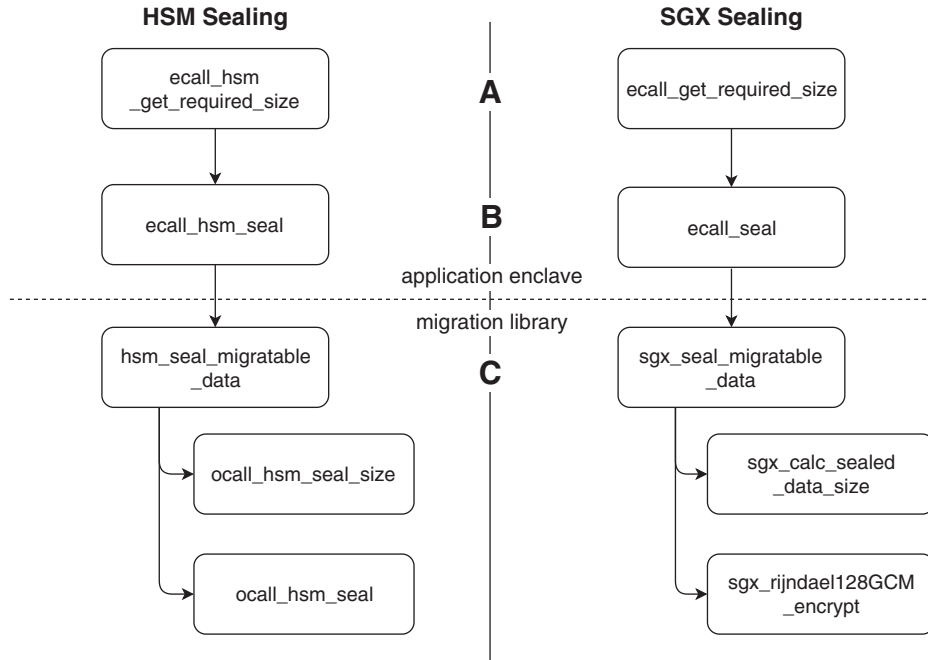 HSM Sealing
SGX Sealing
ecall_hsm
_get_required_size
A
ecall_get_required_size
ecall_hsm_seal
B
ecall_seal
application enclave
migration library
hsm_seal_migratable
_data
C
sgx_seal_migratable
_data
ocall_hsm_seal_size
sgx_calc_sealed
_data_size
ocall_hsm_seal
sgx_rijndael128GCM
_encrypt